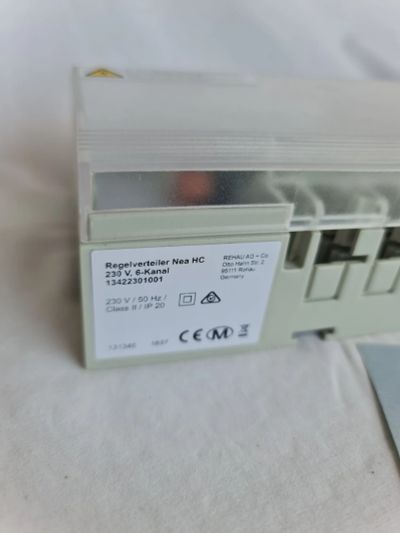 Regelverteiler Nea HC
230 V, 6-Kanal
13422301001
230 V / 50 Hz /
Class II / IP 20
REHAU AG + Co
Otto Hahn Str. 2
95111 Rehau
Germany
131345 1837
CE M